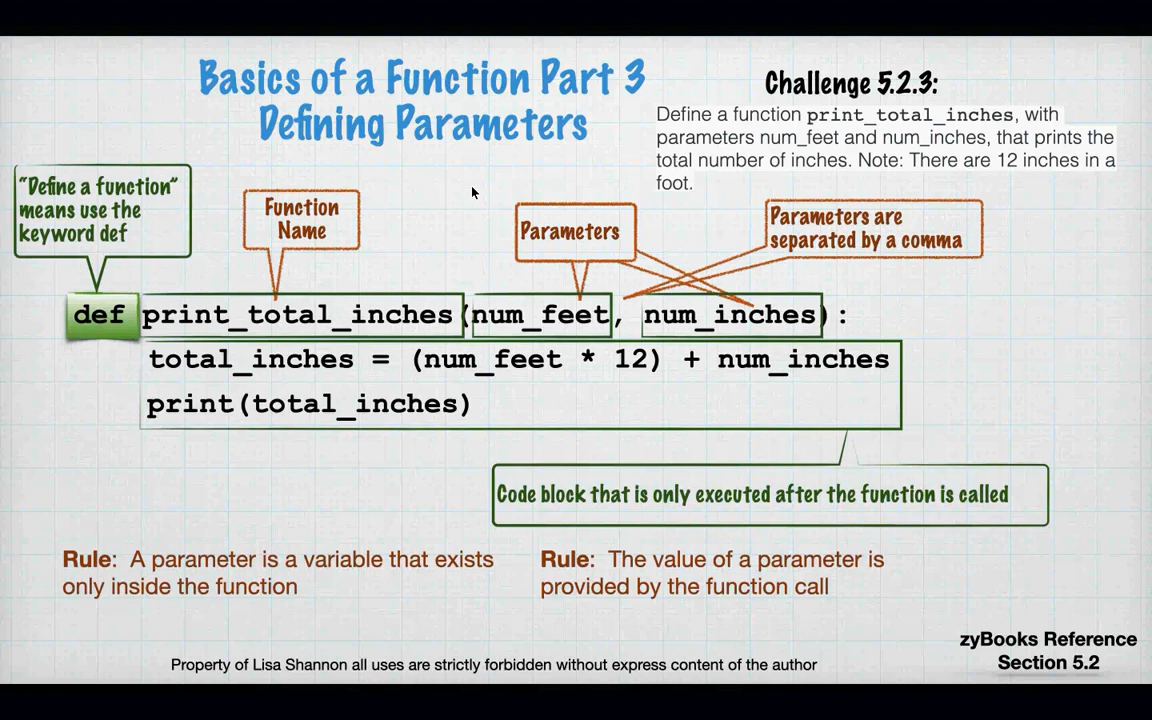 Basics of a Function Part 3
Defining Parameters
Challenge 5.2.3:
Define a function print_total_inches, with
parameters num_feet and num_inches, that prints the
total number of inches. Note: There are 12 inches in a
foot.
“Define a function”
means use the
keyword def
Function
Name
Parameters
Parameters are
separated by a comma
def print_total_inches(num_feet, num_inches):
total_inches = (num_feet * 12) + num_inches
print(total_inches)
Code block that is only executed after the function is called
Rule: A parameter is a variable that exists
only inside the function
Rule: The value of a parameter is
provided by the function call
zyBooks Reference
Section 5.2
Property of Lisa Shannon all uses are strictly forbidden without express content of the author